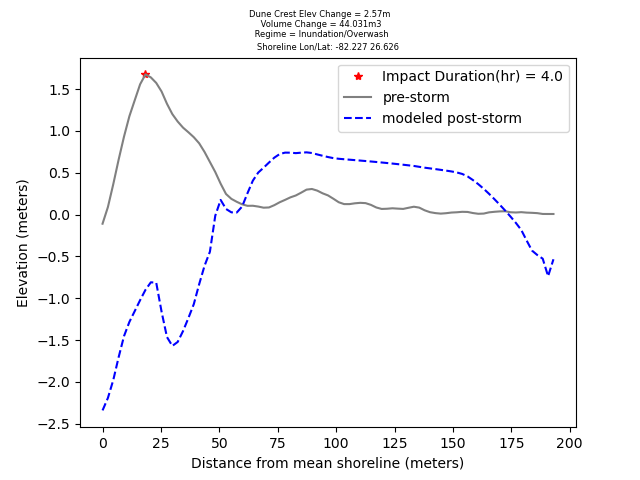 Dune Crest Elev Change = 2.57m
Volume Change = 44.031m3
Regime = Inundation/Overwash
Shoreline Lon/Lat: -82.227 26.626
Impact Duration(hr) = 4.0
pre-storm
modeled post-storm
Elevation (meters)
1.5
1.0
0.5
0.0
−0.5
−1.0
−1.5
−2.0
−2.5
0 25 50 75 100 125 150 175 200
Distance from mean shoreline (meters)